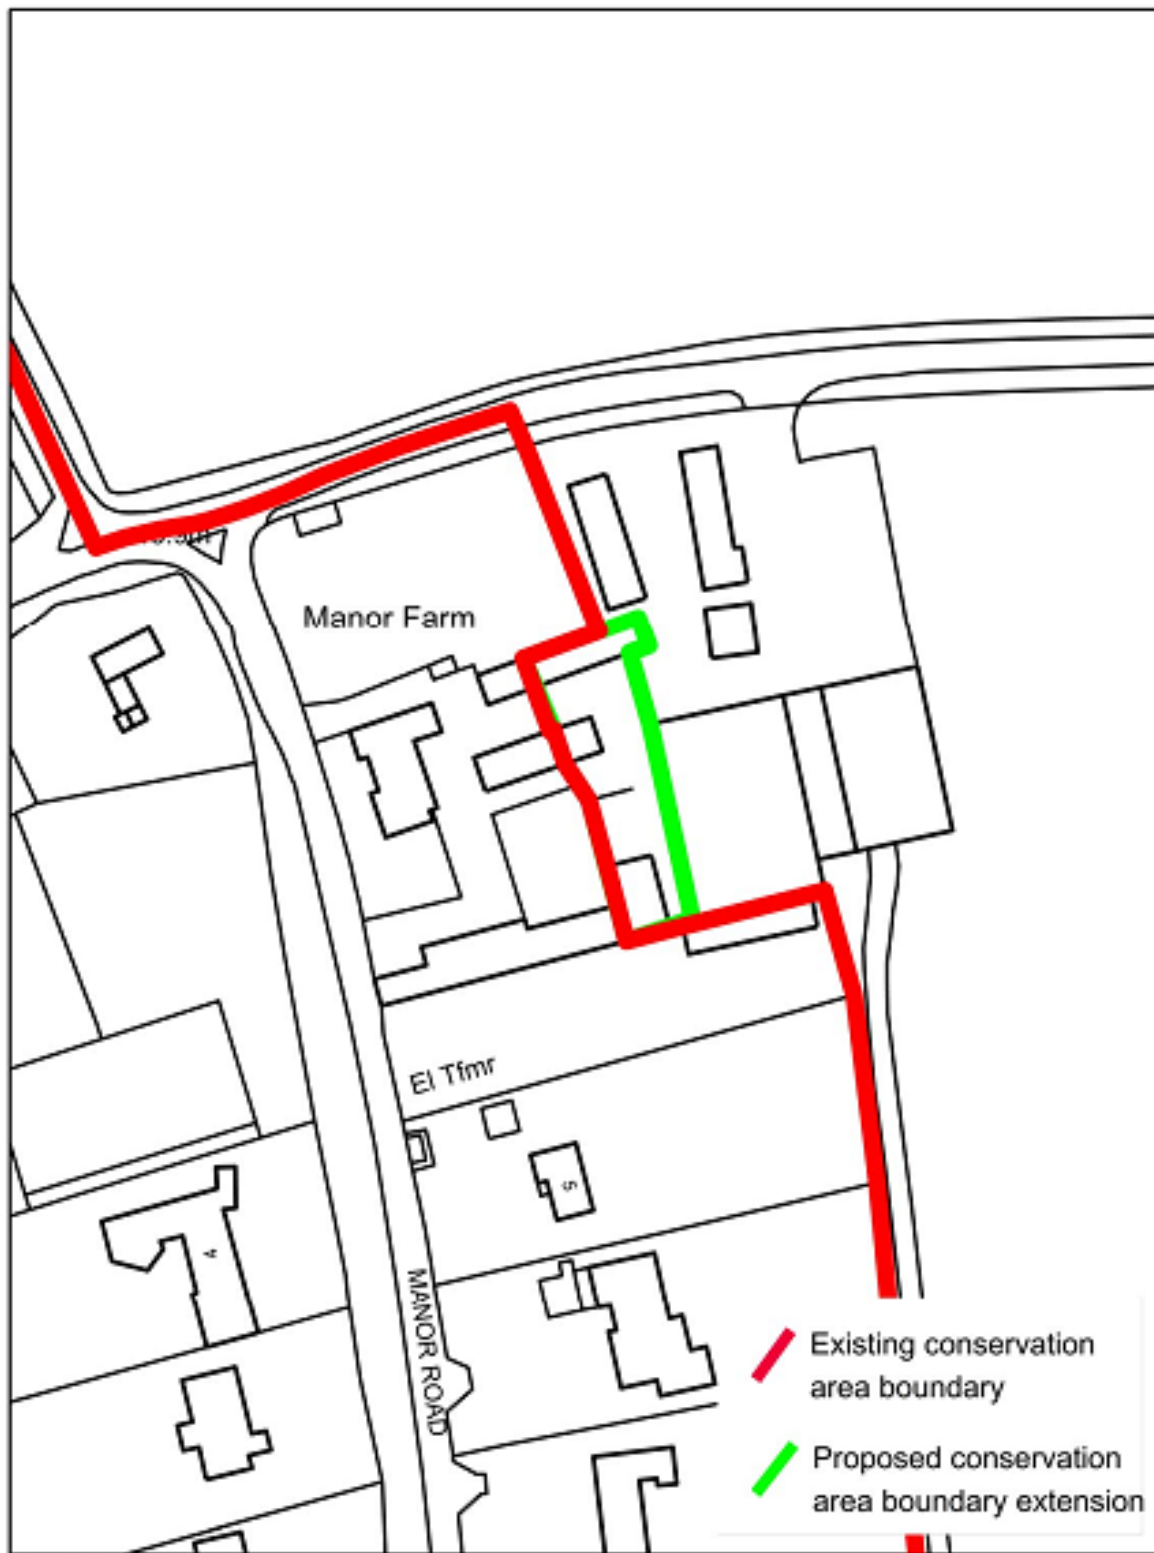 Manor Farm
El Tfmr
5
4
MANOR ROAD
Existing conservation
area boundary
Proposed conservation
area boundary extension